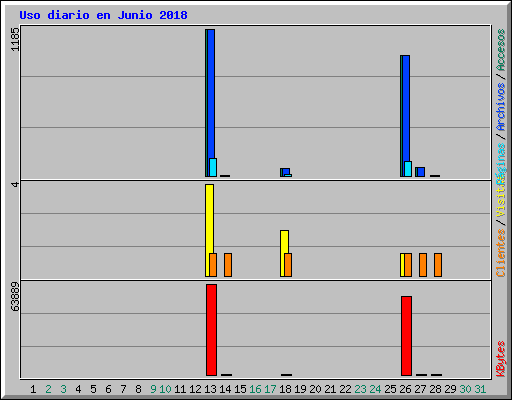 Uso diario en Junio 2018
1185
4
63889
Accesos
/
Archivos
/
Páginas
Visitas
/
Clientes
KBytes
1 2 3 4 5 6 7 8 9 10 11 12 13 14 15 16 17 18 19 20 21 22 23 24 25 26 27 28 29 30 31